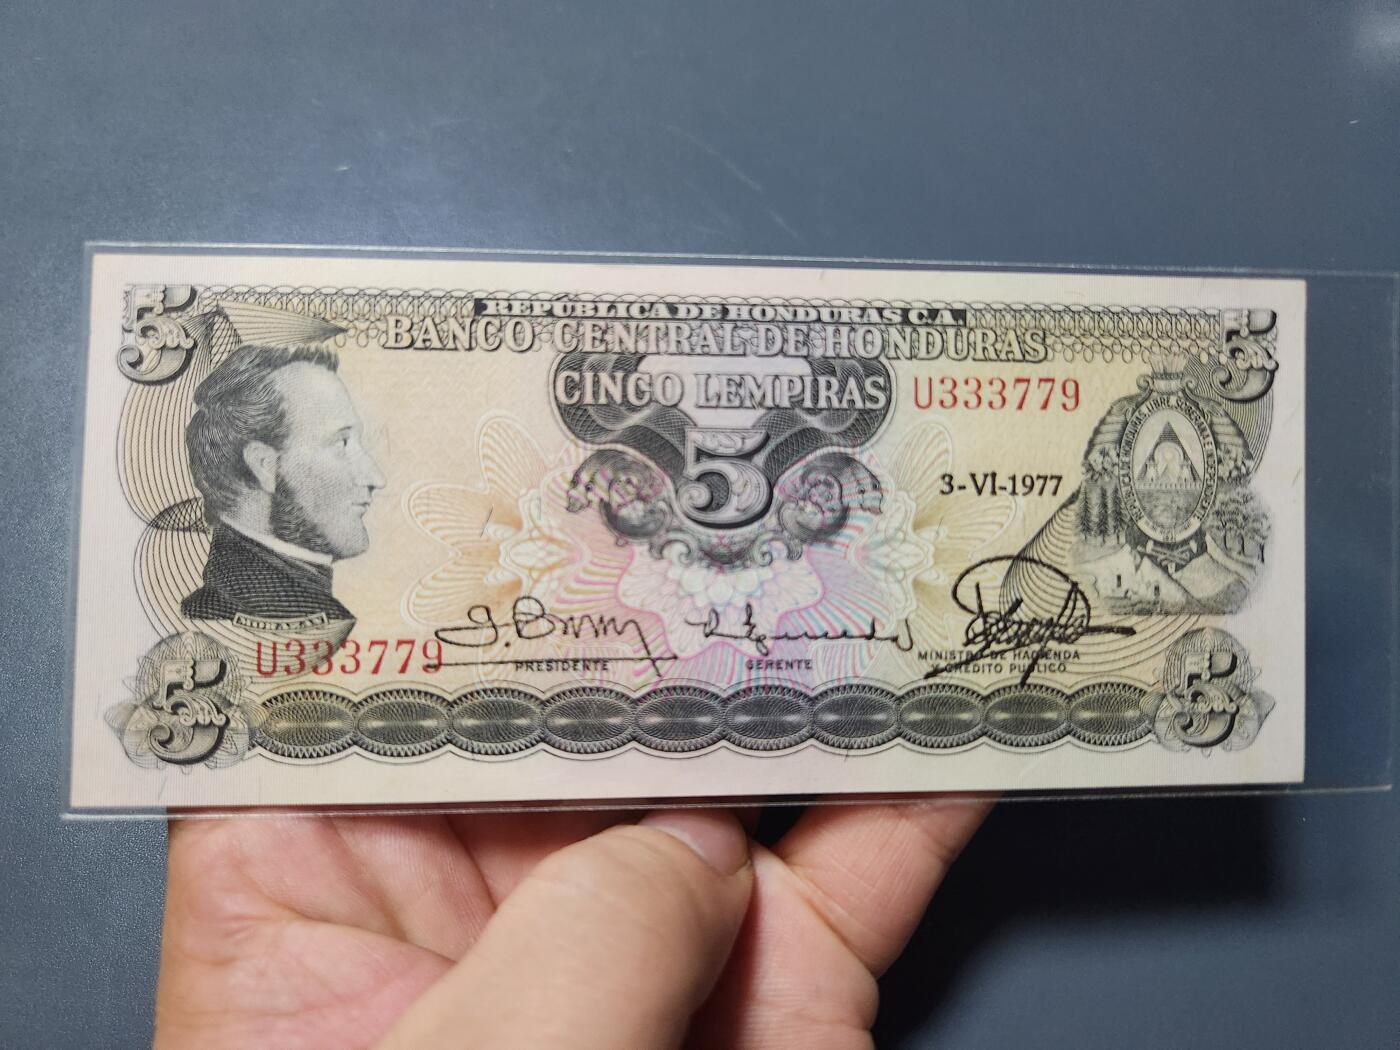 5
5
REPÚBLICA DE HONDURAS C.A.
BANCO CENTRAL DE HONDURAS
CINCO LEMPIRAS
U333779
5
3-VI-1977
MORAZAN
U333779
PRESIDENTE
GERENTE
MINISTRO DE HACIENDA
Y CREDITO PUBLICO
5
5